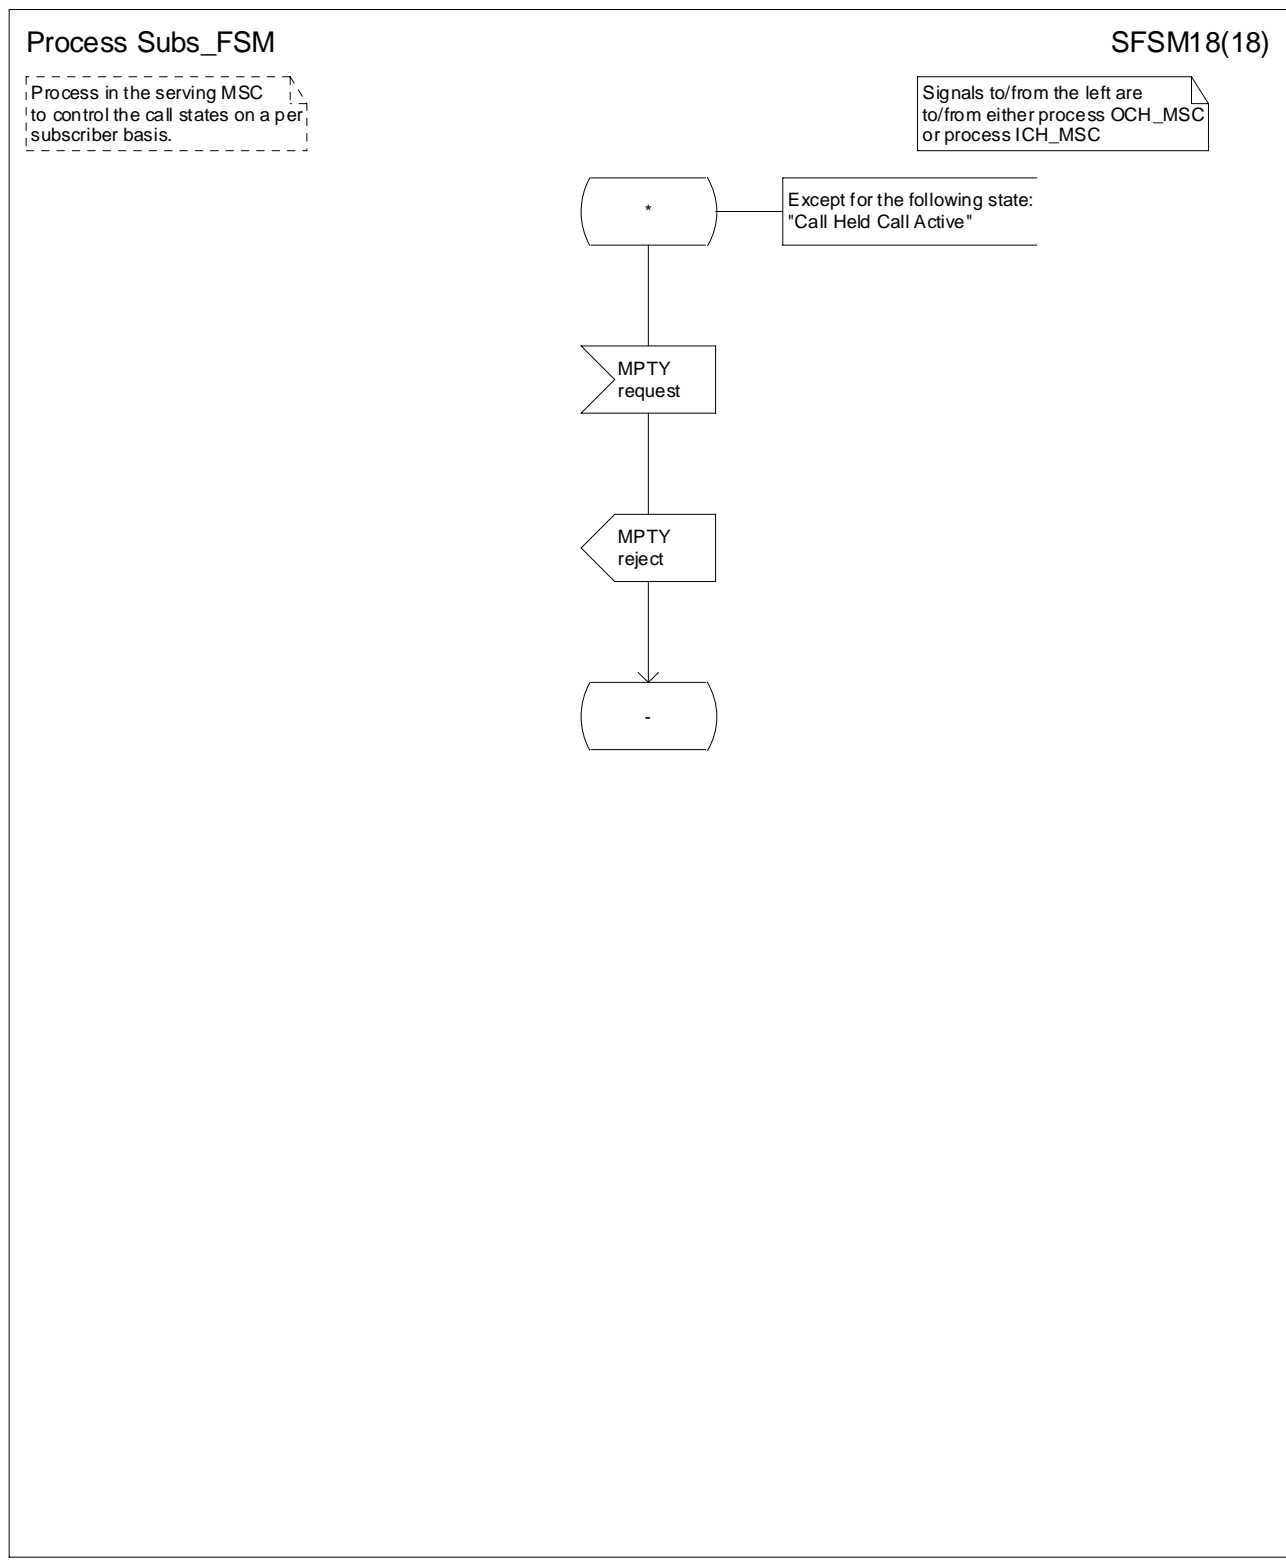 Process Subs_FSM
SFSM18(18)
Process in the serving MSC
to control the call states on a per
subscriber basis.
Signals to/from the left are
to/from either process OCH_MSC
or process ICH_MSC
*
Except for the following state:
"Call Held Call Active"
MPTY
request
MPTY
reject
-